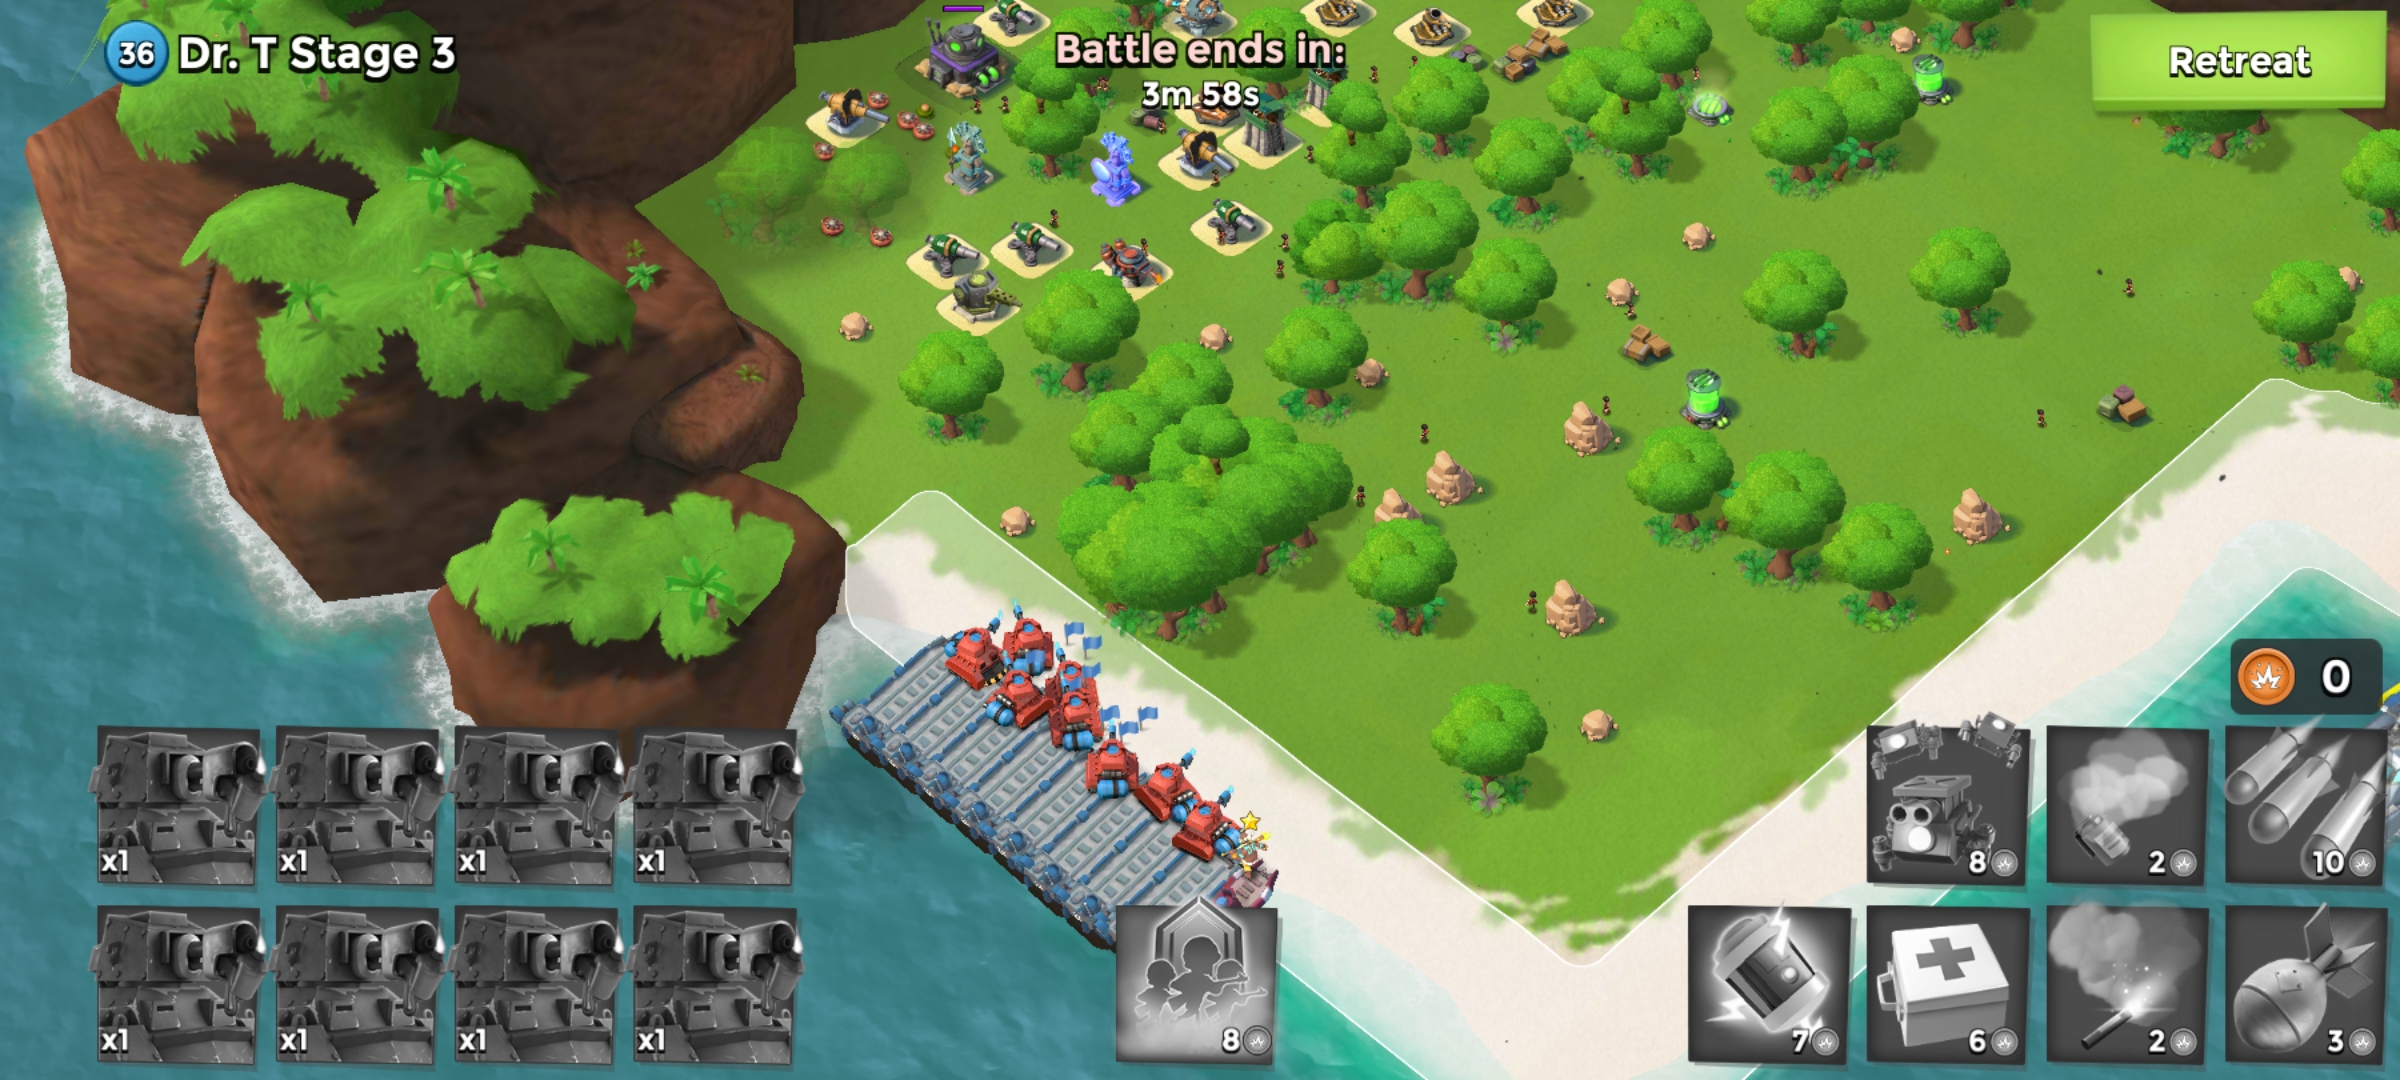 36 Dr. T Stage 3
Battle ends in:
3m 58s
Retreat
0
x1 x1 x1 x1
8 2 10
x1 x1 x1 x1
8 7 6 2 3